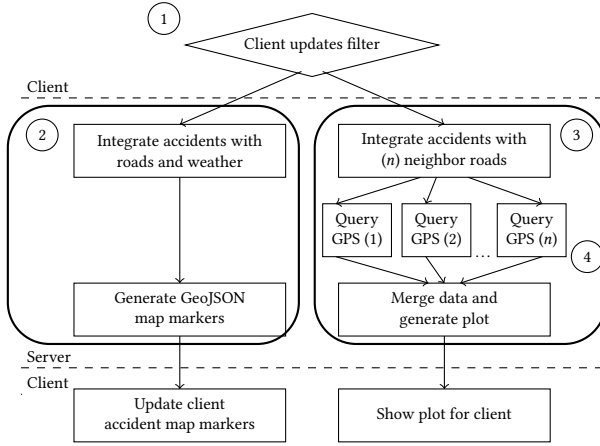 1
Client updates filter
Client
2
Integrate accidents with
roads and weather
Integrate accidents with
(n) neighbor roads
3
Query
GPS (1)
Query
GPS (2)
...
Query
GPS (n)
4
Generate GeoJSON
map markers
Merge data and
generate plot
Server
Client
Update client
accident map markers
Show plot for client